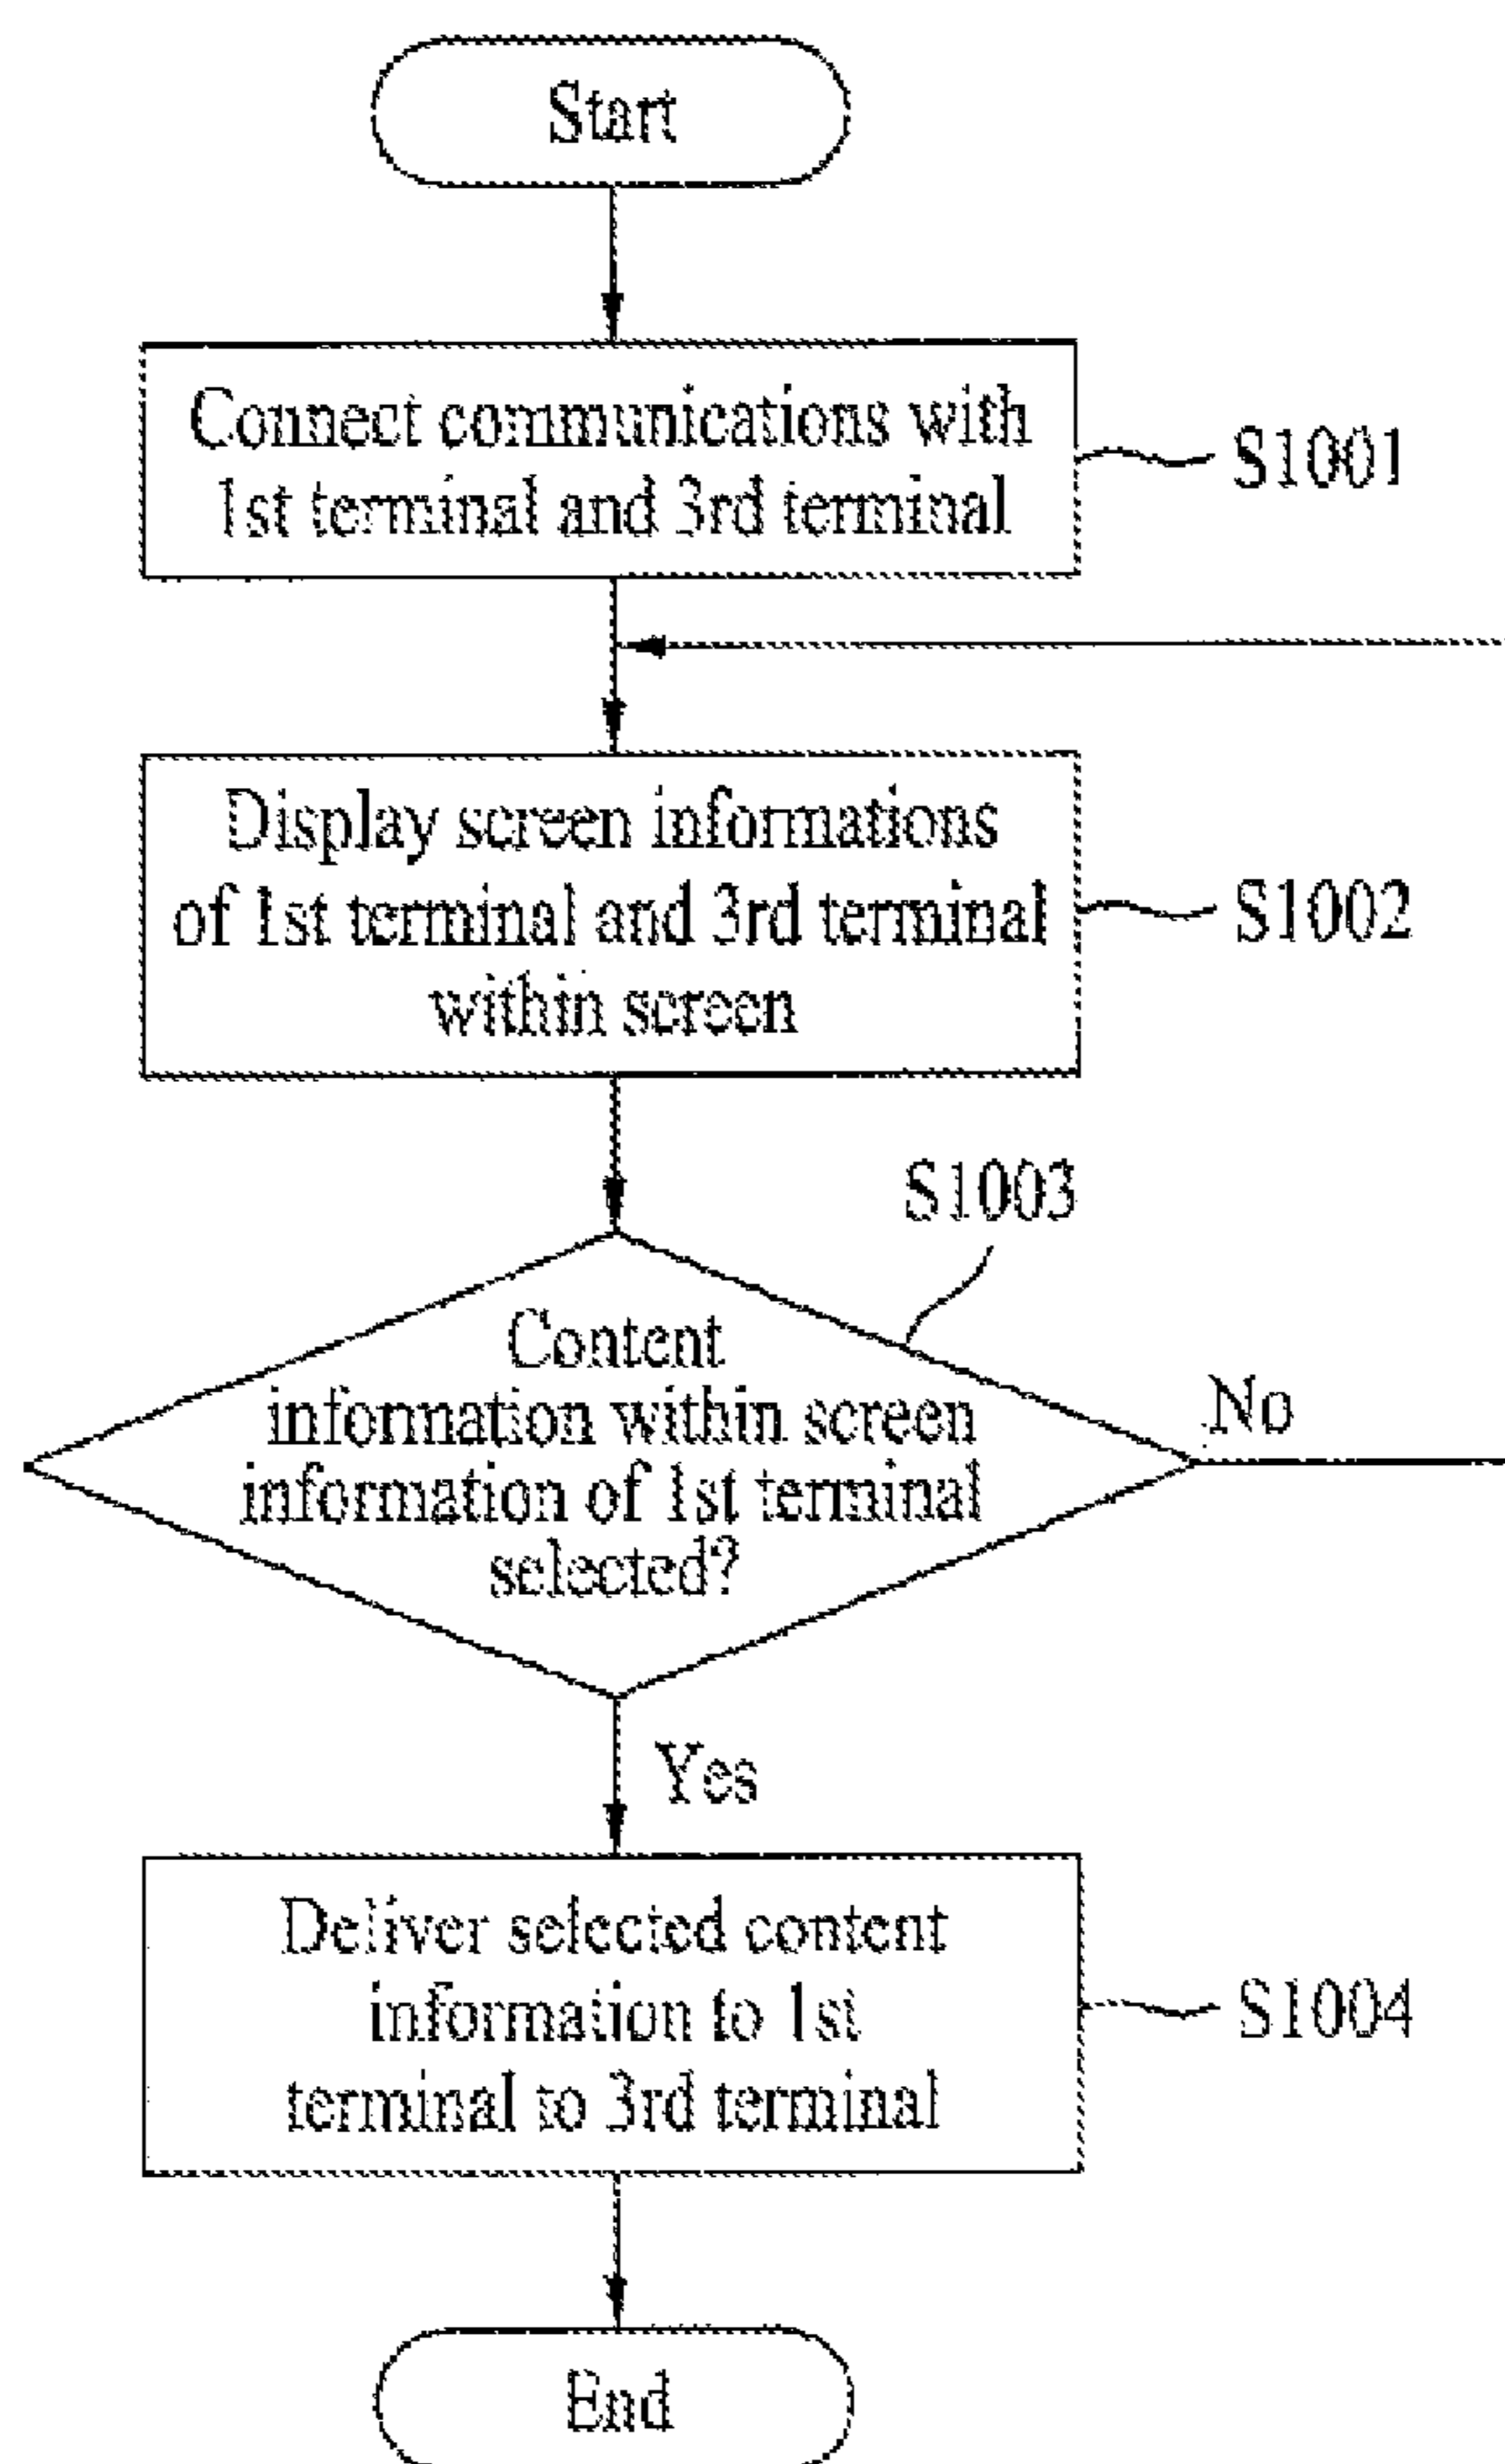 Start
Connect communications with
1st terminal and 3rd terminal
S1001
Display screen informations
of 1st terminal and 3rd terminal
within screen
S1002
S1003
Content
information within screen
information of 1st terminal
selected?
No
Yes
Deliver selected content
information to 1st
terminal to 3rd terminal
S1004
End